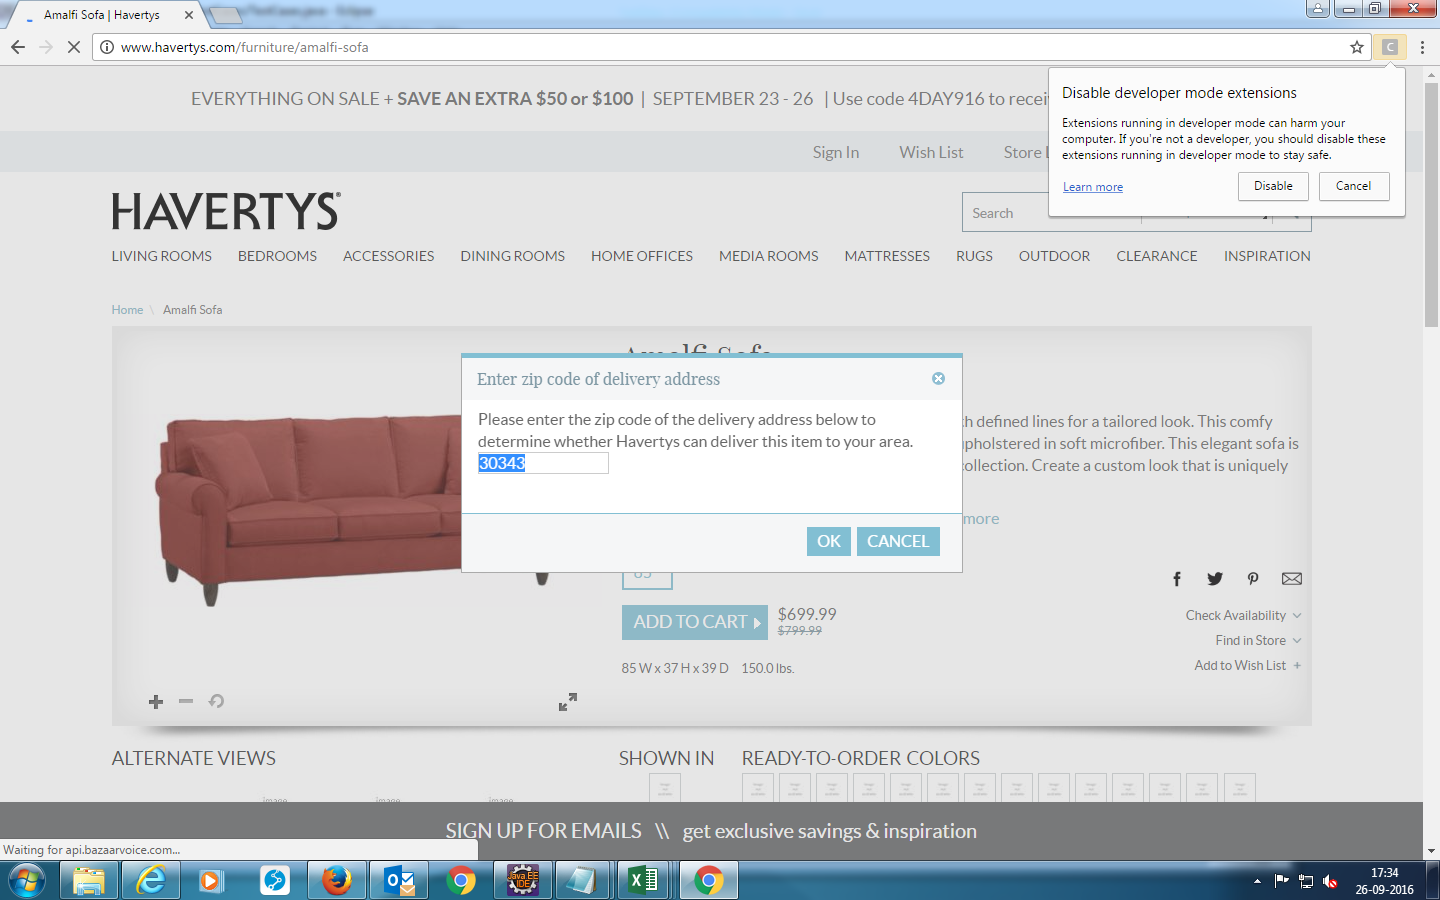 Amalfi Sofa | Havertys
www.havertys.com/furniture/amalfi-sofa
C
Disable developer mode extensions
Extensions running in developer mode can harm your
computer. If you're not a developer, you should disable these
extensions running in developer mode to stay safe.
Learn more
Disable
Cancel
EVERYTHING ON SALE + SAVE AN EXTRA $50 or $100 | SEPTEMBER 23 - 26 | Use code 4DAY916 to recei
Sign In
Wish List
Store
HAVERTYS®
Search
LIVING ROOMS
BEDROOMS
ACCESSORIES
DINING ROOMS
HOME OFFICES
MEDIA ROOMS
MATTRESSES
RUGS
OUTDOOR
CLEARANCE
INSPIRATION
Home \ Amalfi Sofa
Amalfi Sofa
Enter zip code of delivery address
Please enter the zip code of the delivery address below to
determine whether Havertys can deliver this item to your area.
30343
OK
CANCEL
h defined lines for a tailored look. This comfy
upholstered in soft microfiber. This elegant sofa is
collection. Create a custom look that is uniquely
more
85
ADD TO CART
$699.99
$799.99
85 W x 37 H x 39 D
150.0 lbs.
Check Availability
Find in Store
Add to Wish List +
ALTERNATE VIEWS
SHOWN IN
READY-TO-ORDER COLORS
SIGN UP FOR EMAILS \\ get exclusive savings & inspiration
Waiting for api.bazaarvoice.com...
Java EE
IDE
17:34
26-09-2016